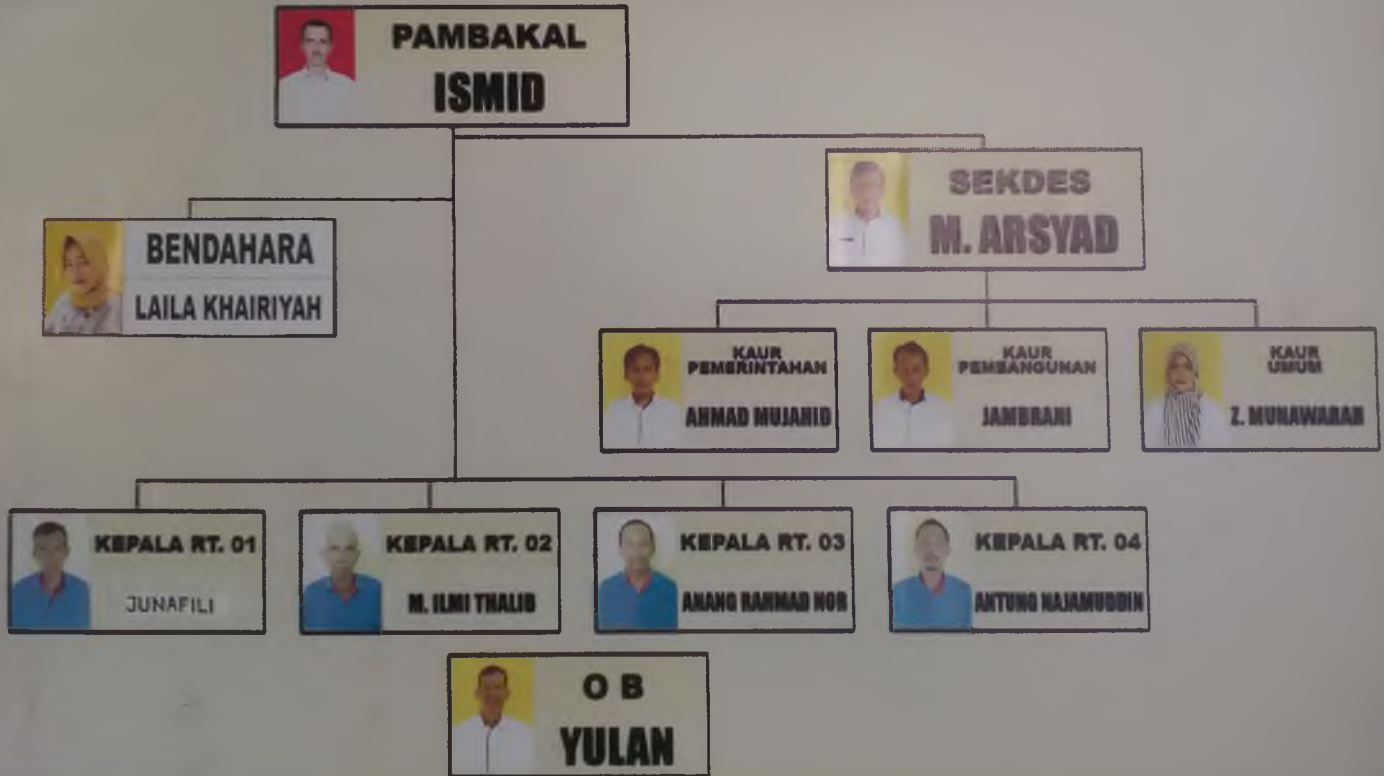 PAMBAKAL
ISMID
SEKDES
M. ARSYAD
BENDAHARA
LAILA KHAIRIYAH
KAUR
PEMERINTAHAN
AHMAD MUJAHID
KAUR
PEMBANGUNAN
JAMBRANI
KAUR
UMUM
Z. MUNAWARAH
KEPALA RT. 01
JUNAFILI
KEPALA RT. 02
M. ILMI THALIB
KEPALA RT. 03
ANANG RAHMAD NOR
KEPALA RT. 04
ANTUNG NAJAMUDDIN
O B
YULAN